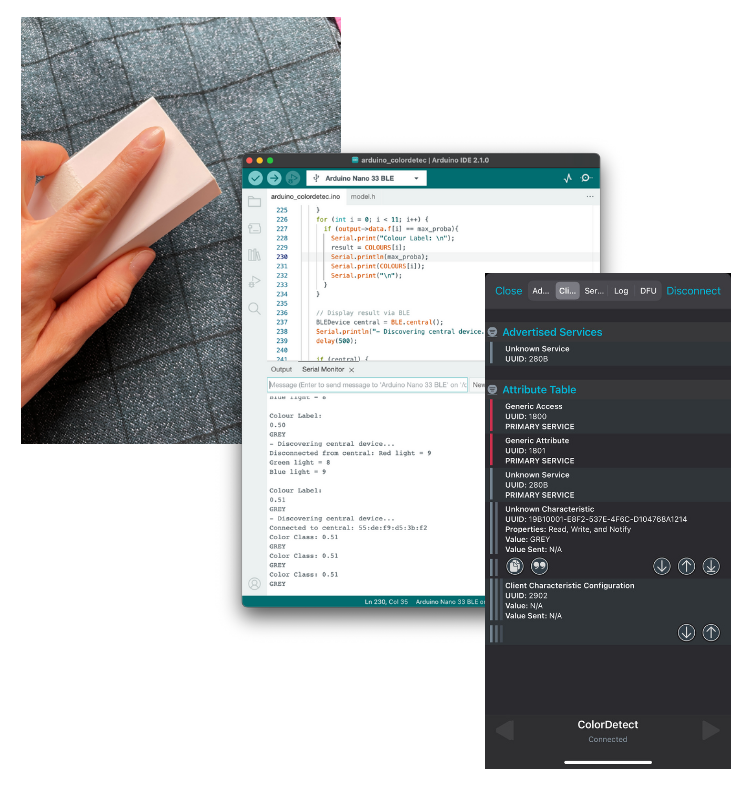 arduino_colordetec | Arduino IDE 2.1.0
Arduino Nano 33 BLE
arduino_colordetec.ino model.h
225 }
226 for (int i = 0; i < 11; i++) {
227 if (output->data.f[i] == max_proba){
228 Serial.print("Colour Label: \n");
229 result = COLOURS[i];
230 Serial.println(max_proba);
231 Serial.print(COLOURS[i]);
232 Serial.print("\n");
233 }
234 }
235
236 // Display result via BLE
237 BLEDevice central = BLE.central();
238 Serial.println("- Discovering central device.
239 delay(500);
240
241 if (central) {
Output Serial Monitor
Message (Enter to send message to 'Arduino Nano 33 BLE' on New
Blue light = 8
Colour Label:
0.50
GREY
- Discovering central device...
Disconnected from central: Red light = 9
Green light = 8
Blue light = 9
Colour Label:
0.51
GREY
- Discovering central device...
Connected to central: 55:de:f9:d5:3b:f2
Color Class: 0.51
GREY
Color Class: 0.51
GREY
Color Class: 0.51
GREY
Ln 230, Col 35 Arduino Nano 33 BLE
Close Ad... Cli... Ser... Log DFU Disconnect
Advertised Services
Unknown Service
UUID: 280B
Attribute Table
Generic Access
UUID: 1800
PRIMARY SERVICE
Generic Attribute
UUID: 1801
PRIMARY SERVICE
Unknown Service
UUID: 280B
PRIMARY SERVICE
Unknown Characteristic
UUID: 19B10001-E8F2-537E-4F6C-D104768A1214
Properties: Read, Write, and Notify
Value: GREY
Value Sent: N/A
Client Characteristic Configuration
UUID: 2902
Value: N/A
Value Sent: N/A
ColorDetect
Connected